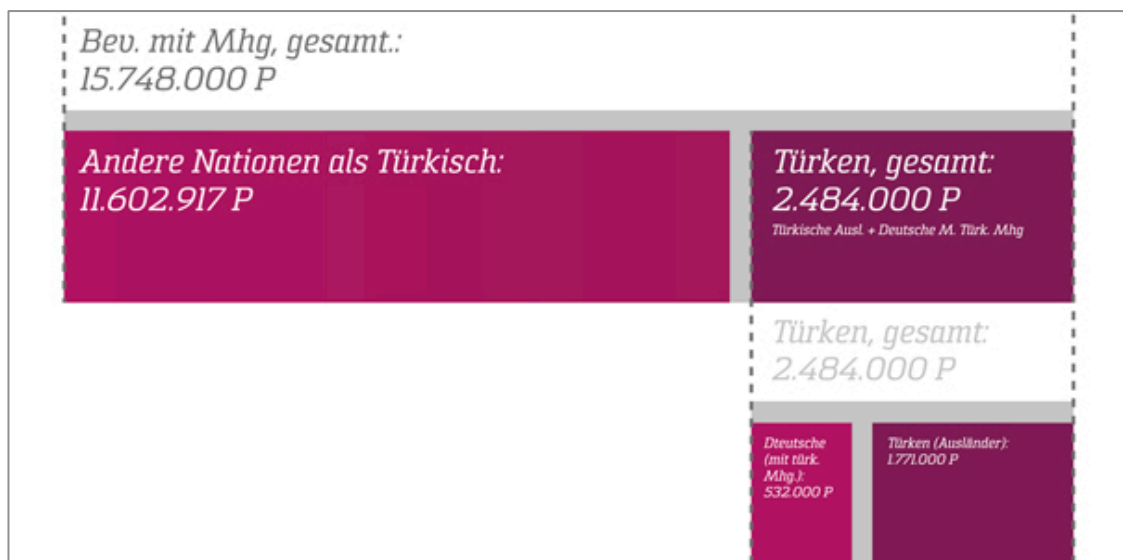 Bev. mit Mhg, gesamt.:
15.748.000 P
Andere Nationen als Türkisch:
11.602.917 P
Türken, gesamt:
2.484.000 P
Türkische Ausl. + Deutsche M. Türk. Mhg
Türken, gesamt:
2.484.000 P
Dteutsche
(mit türk.
Mhg.):
532.000 P
Türken (Ausländer):
1.771.000 P